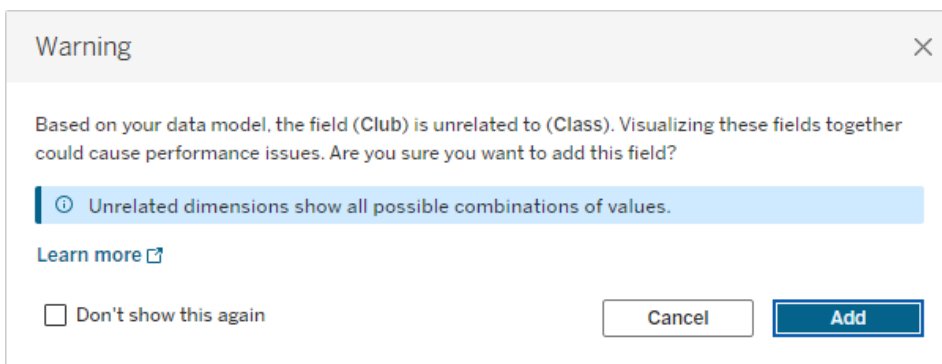 Warning
Based on your data model, the field (Club) is unrelated to (Class). Visualizing these fields together
could cause performance issues. Are you sure you want to add this field?
Unrelated dimensions show all possible combinations of values.
Learn more
Don't show this again
Cancel
Add